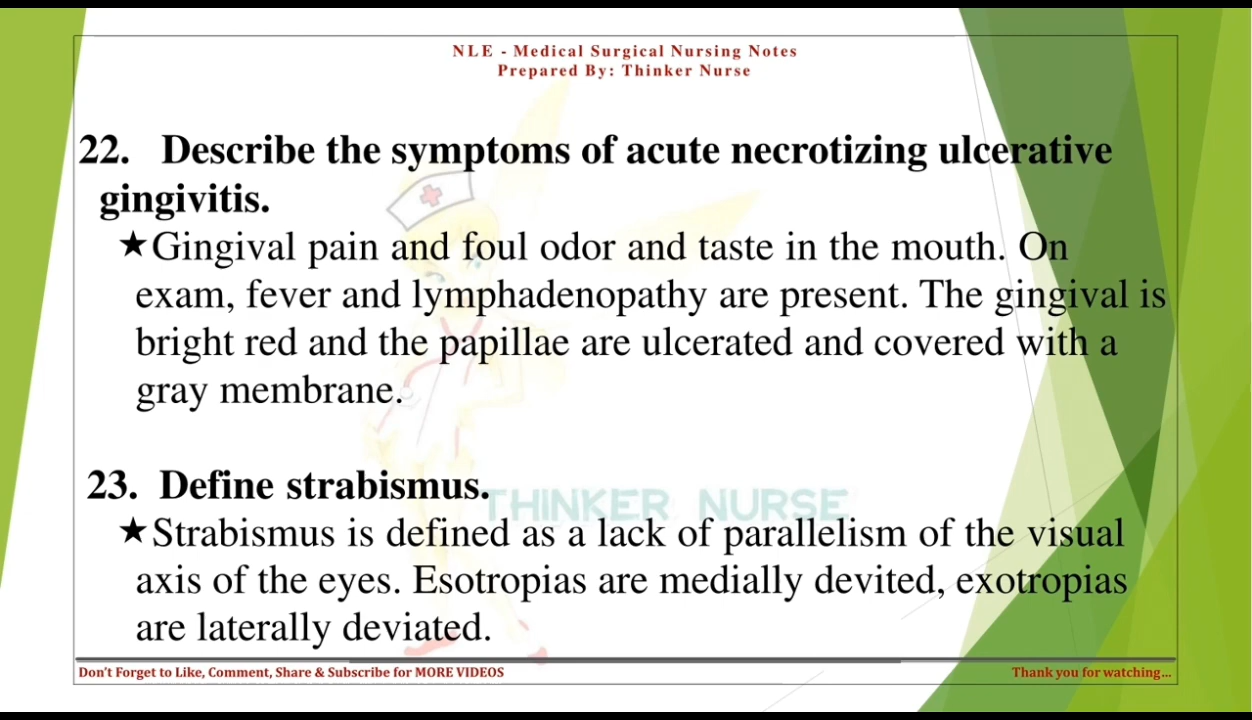 NLE - Medical Surgical Nursing Notes
Prepared By: Thinker Nurse
22. Describe the symptoms of acute necrotizing ulcerative
gingivitis.
★Gingival pain and foul odor and taste in the mouth. On
exam, fever and lymphadenopathy are present. The gingival is
bright red and the papillae are ulcerated and covered with a
gray membrane.
23. Define strabismus.
THINKER NURSE
★Strabismus is defined as a lack of parallelism of the visual
axis of the eyes. Esotropias are medially devited, exotropias
are laterally deviated.
Don't Forget to Like, Comment, Share & Subscribe for MORE VIDEOS
Thank you for watching...